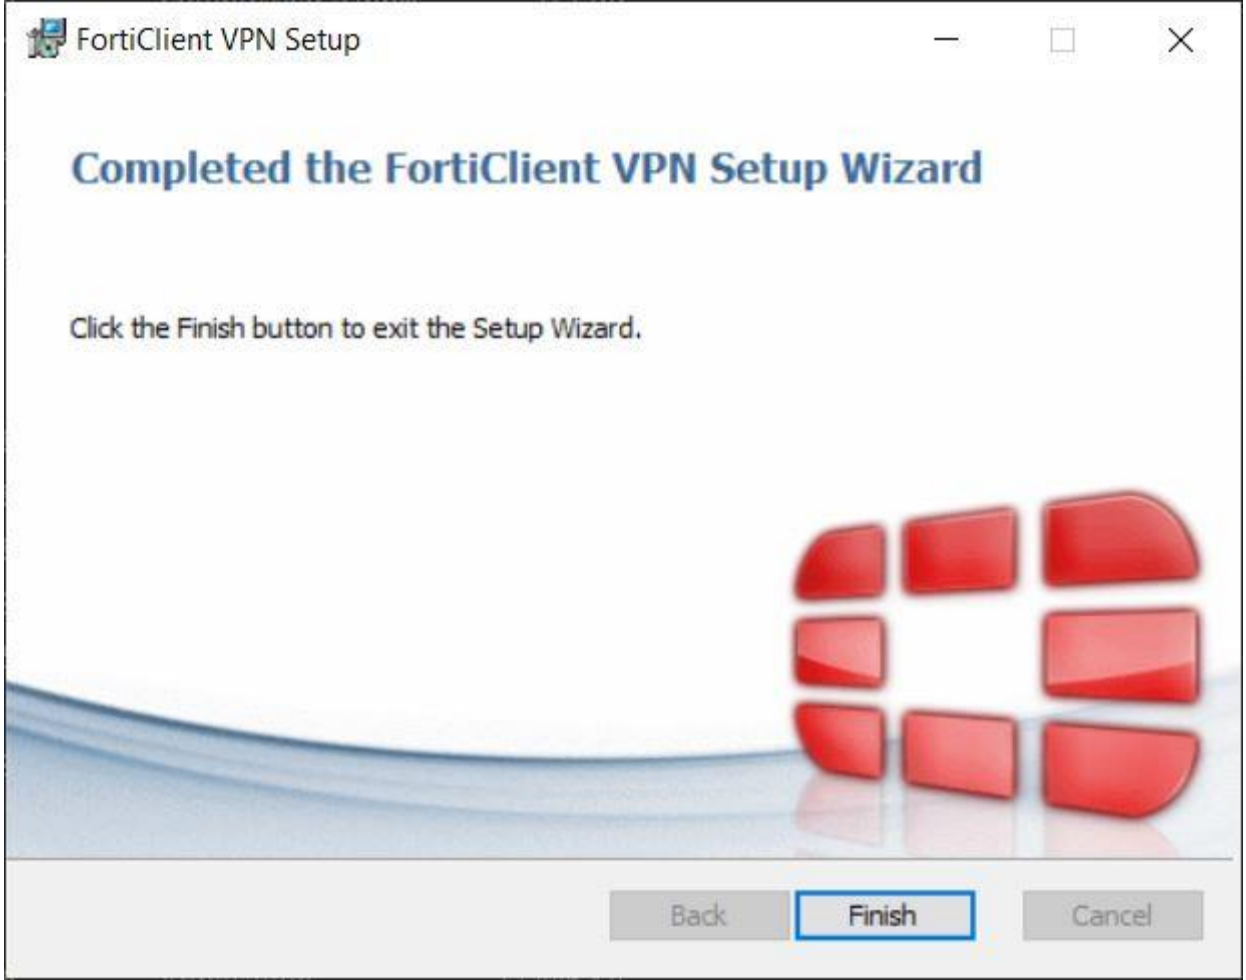 FortiClient VPN Setup
Completed the FortiClient VPN Setup Wizard
Click the Finish button to exit the Setup Wizard.
Back
Finish
Cancel